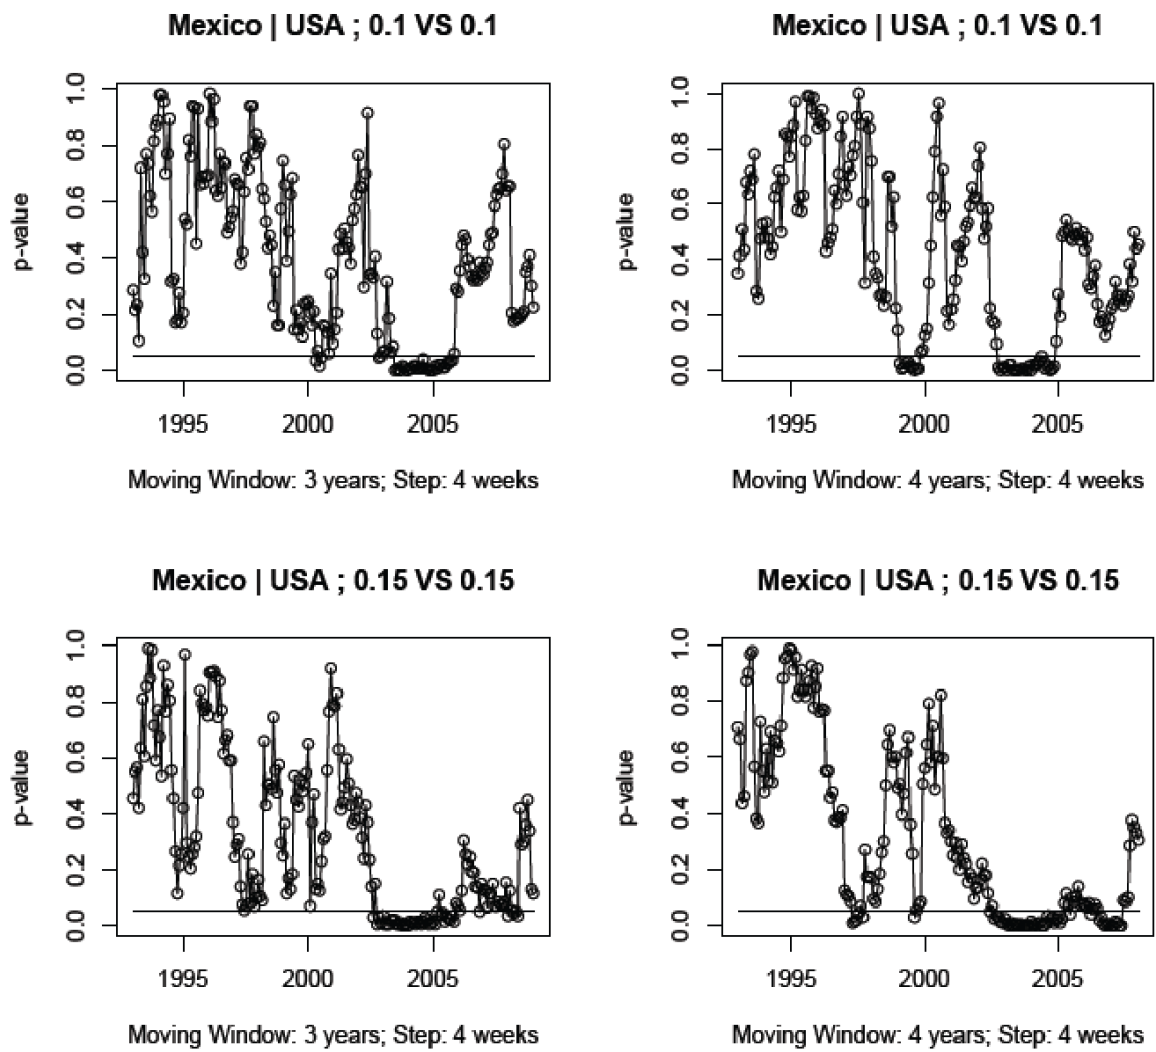 Mexico | USA ; 0.1 VS 0.1
p-value
1.0
0.8
0.6
0.4
0.2
0.0
1995 2000 2005
Moving Window: 3 years; Step: 4 weeks
Mexico | USA ; 0.1 VS 0.1
p-value
1.0
0.8
0.6
0.4
0.2
0.0
1995 2000 2005
Moving Window: 4 years; Step: 4 weeks
Mexico | USA ; 0.15 VS 0.15
p-value
1.0
0.8
0.6
0.4
0.2
0.0
1995 2000 2005
Moving Window: 3 years; Step: 4 weeks
Mexico | USA ; 0.15 VS 0.15
p-value
1.0
0.8
0.6
0.4
0.2
0.0
1995 2000 2005
Moving Window: 4 years; Step: 4 weeks